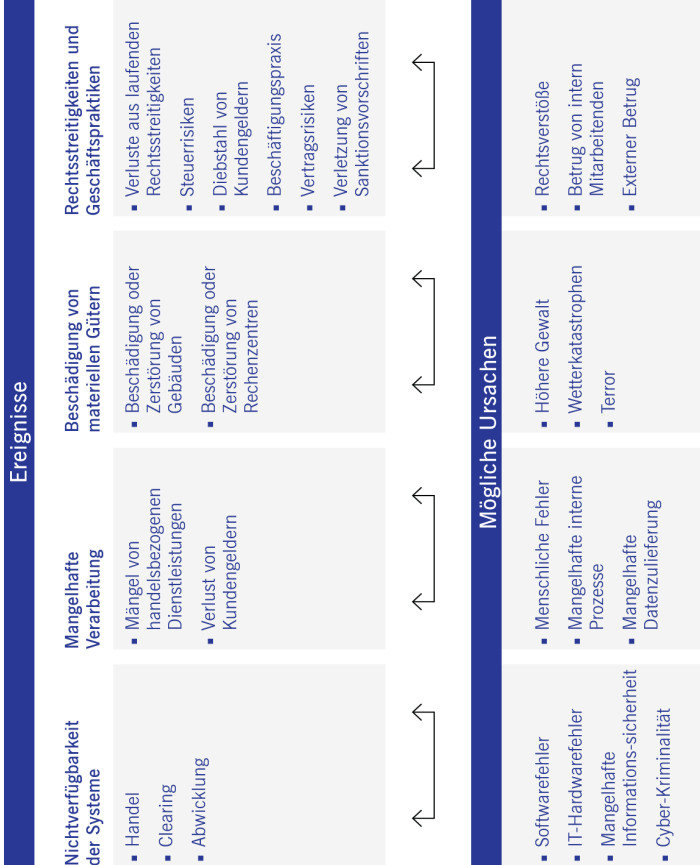 Ereignisse
Nichtverfügbarkeit
der Systeme
▪ Handel
▪ Clearing
▪ Abwicklung
Mangelhafte
Verarbeitung
▪ Mängel von
handelsbezogenen
Dienstleistungen
▪ Verlust von
Kundengeldern
Beschädigung von
materiellen Gütern
▪ Beschädigung oder
Zerstörung von
Gebäuden
▪ Beschädigung oder
Zerstörung von
Rechenzentren
Rechtsstreitigkeiten und
Geschäftspraktiken
▪ Verluste aus laufenden
Rechtsstreitigkeiten
▪ Steuerrisiken
▪ Diebstahl von
Kundengeldern
▪ Beschäftigungspraxis
▪ Vertragsrisiken
▪ Verletzung von
Sanktionsvorschriften
Mögliche Ursachen
▪ Softwarefehler
▪ IT-Hardwarefehler
▪ Mangelhafte
Informations-sicherheit
▪ Cyber-Kriminalität
▪ Menschliche Fehler
▪ Mangelhafte interne
Prozesse
▪ Mangelhafte
Datenzulieferung
▪ Höhere Gewalt
▪ Wetterkatastrophen
▪ Terror
▪ Rechtsverstöße
▪ Betrug von intern
Mitarbeitenden
▪ Externer Betrug